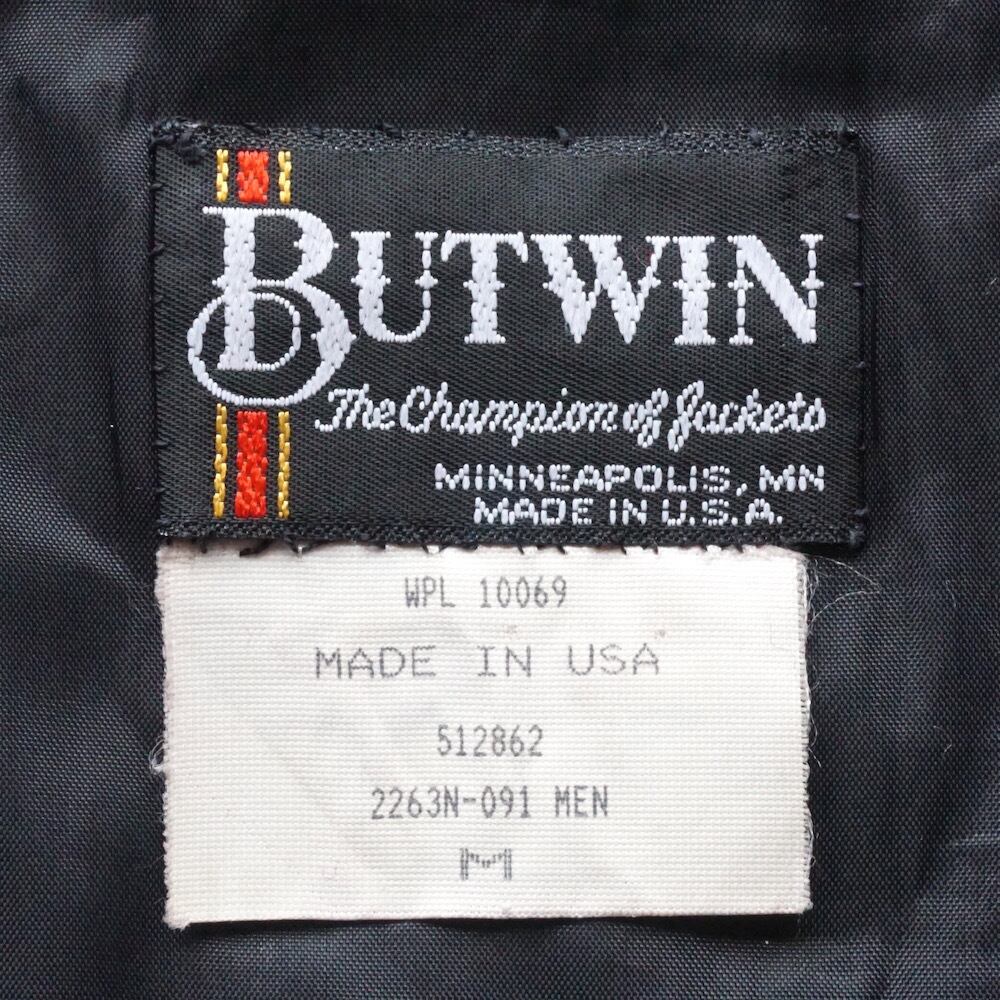 BUTWIN
The Champion of Jackets
MINNEAPOLIS, MN
MADE IN U.S.A.
WPL 10069
MADE IN USA
512862
2263N-091 MEN
M